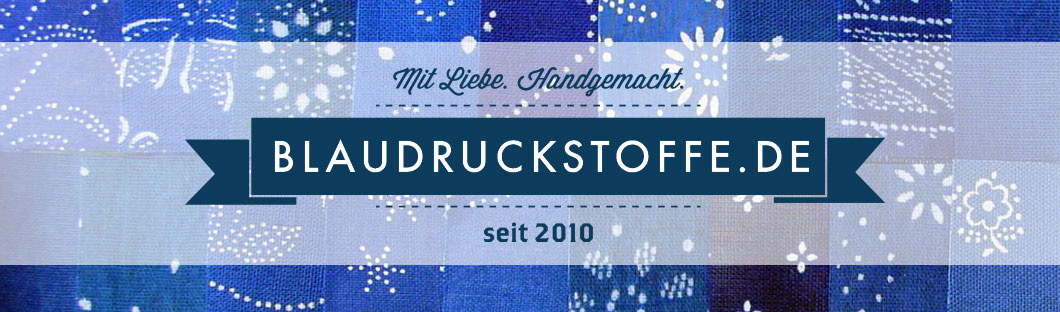 Mit Liebe. Handgemacht.
BLAUDRUCKSTOFFE.DE
seit 2010